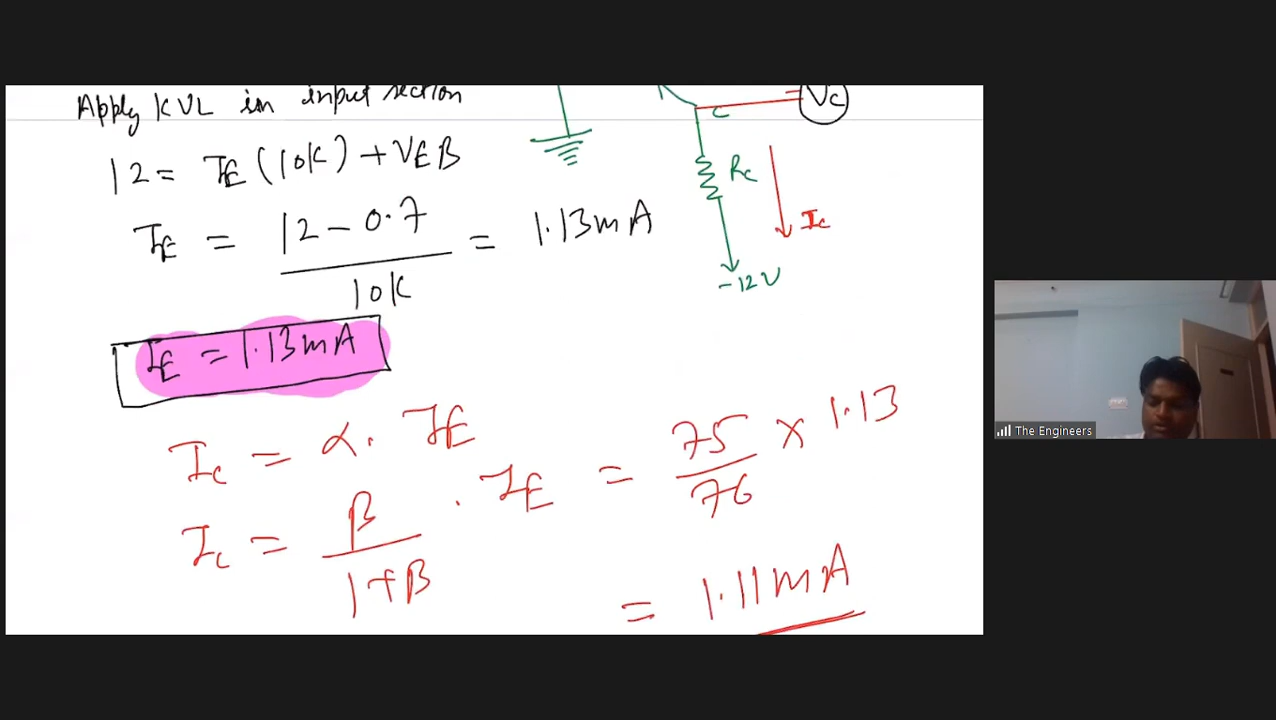 Apply KVL in input section
12 = IE (10K) + VEB
IE = 12 - 0.7 / 10K = 1.13mA
IE = 1.13mA
Ic = α. IE
Ic = β / 1+β . IE = 75 / 76 × 1.13
= 1.11mA
Vc
c
Rc
Ic
-12V
The Engineers